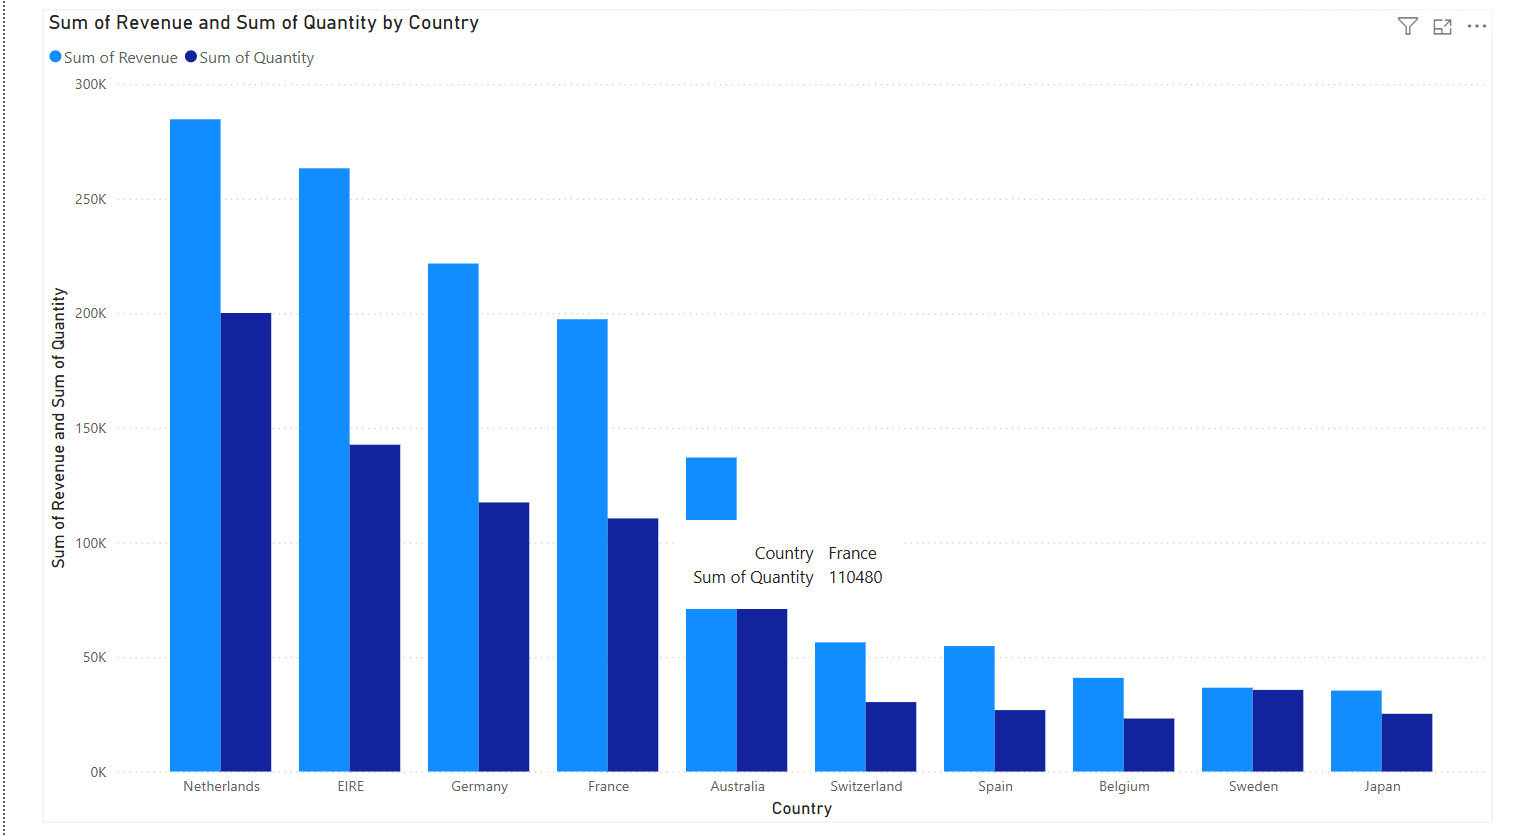 Sum of Revenue and Sum of Quantity by Country
Sum of Revenue Sum of Quantity
300K
250K
200K
150K
100K
50K
0K
Sum of Revenue and Sum of Quantity
Country France
Sum of Quantity 110480
Netherlands EIRE Germany France Australia Switzerland Spain Belgium Sweden Japan
Country